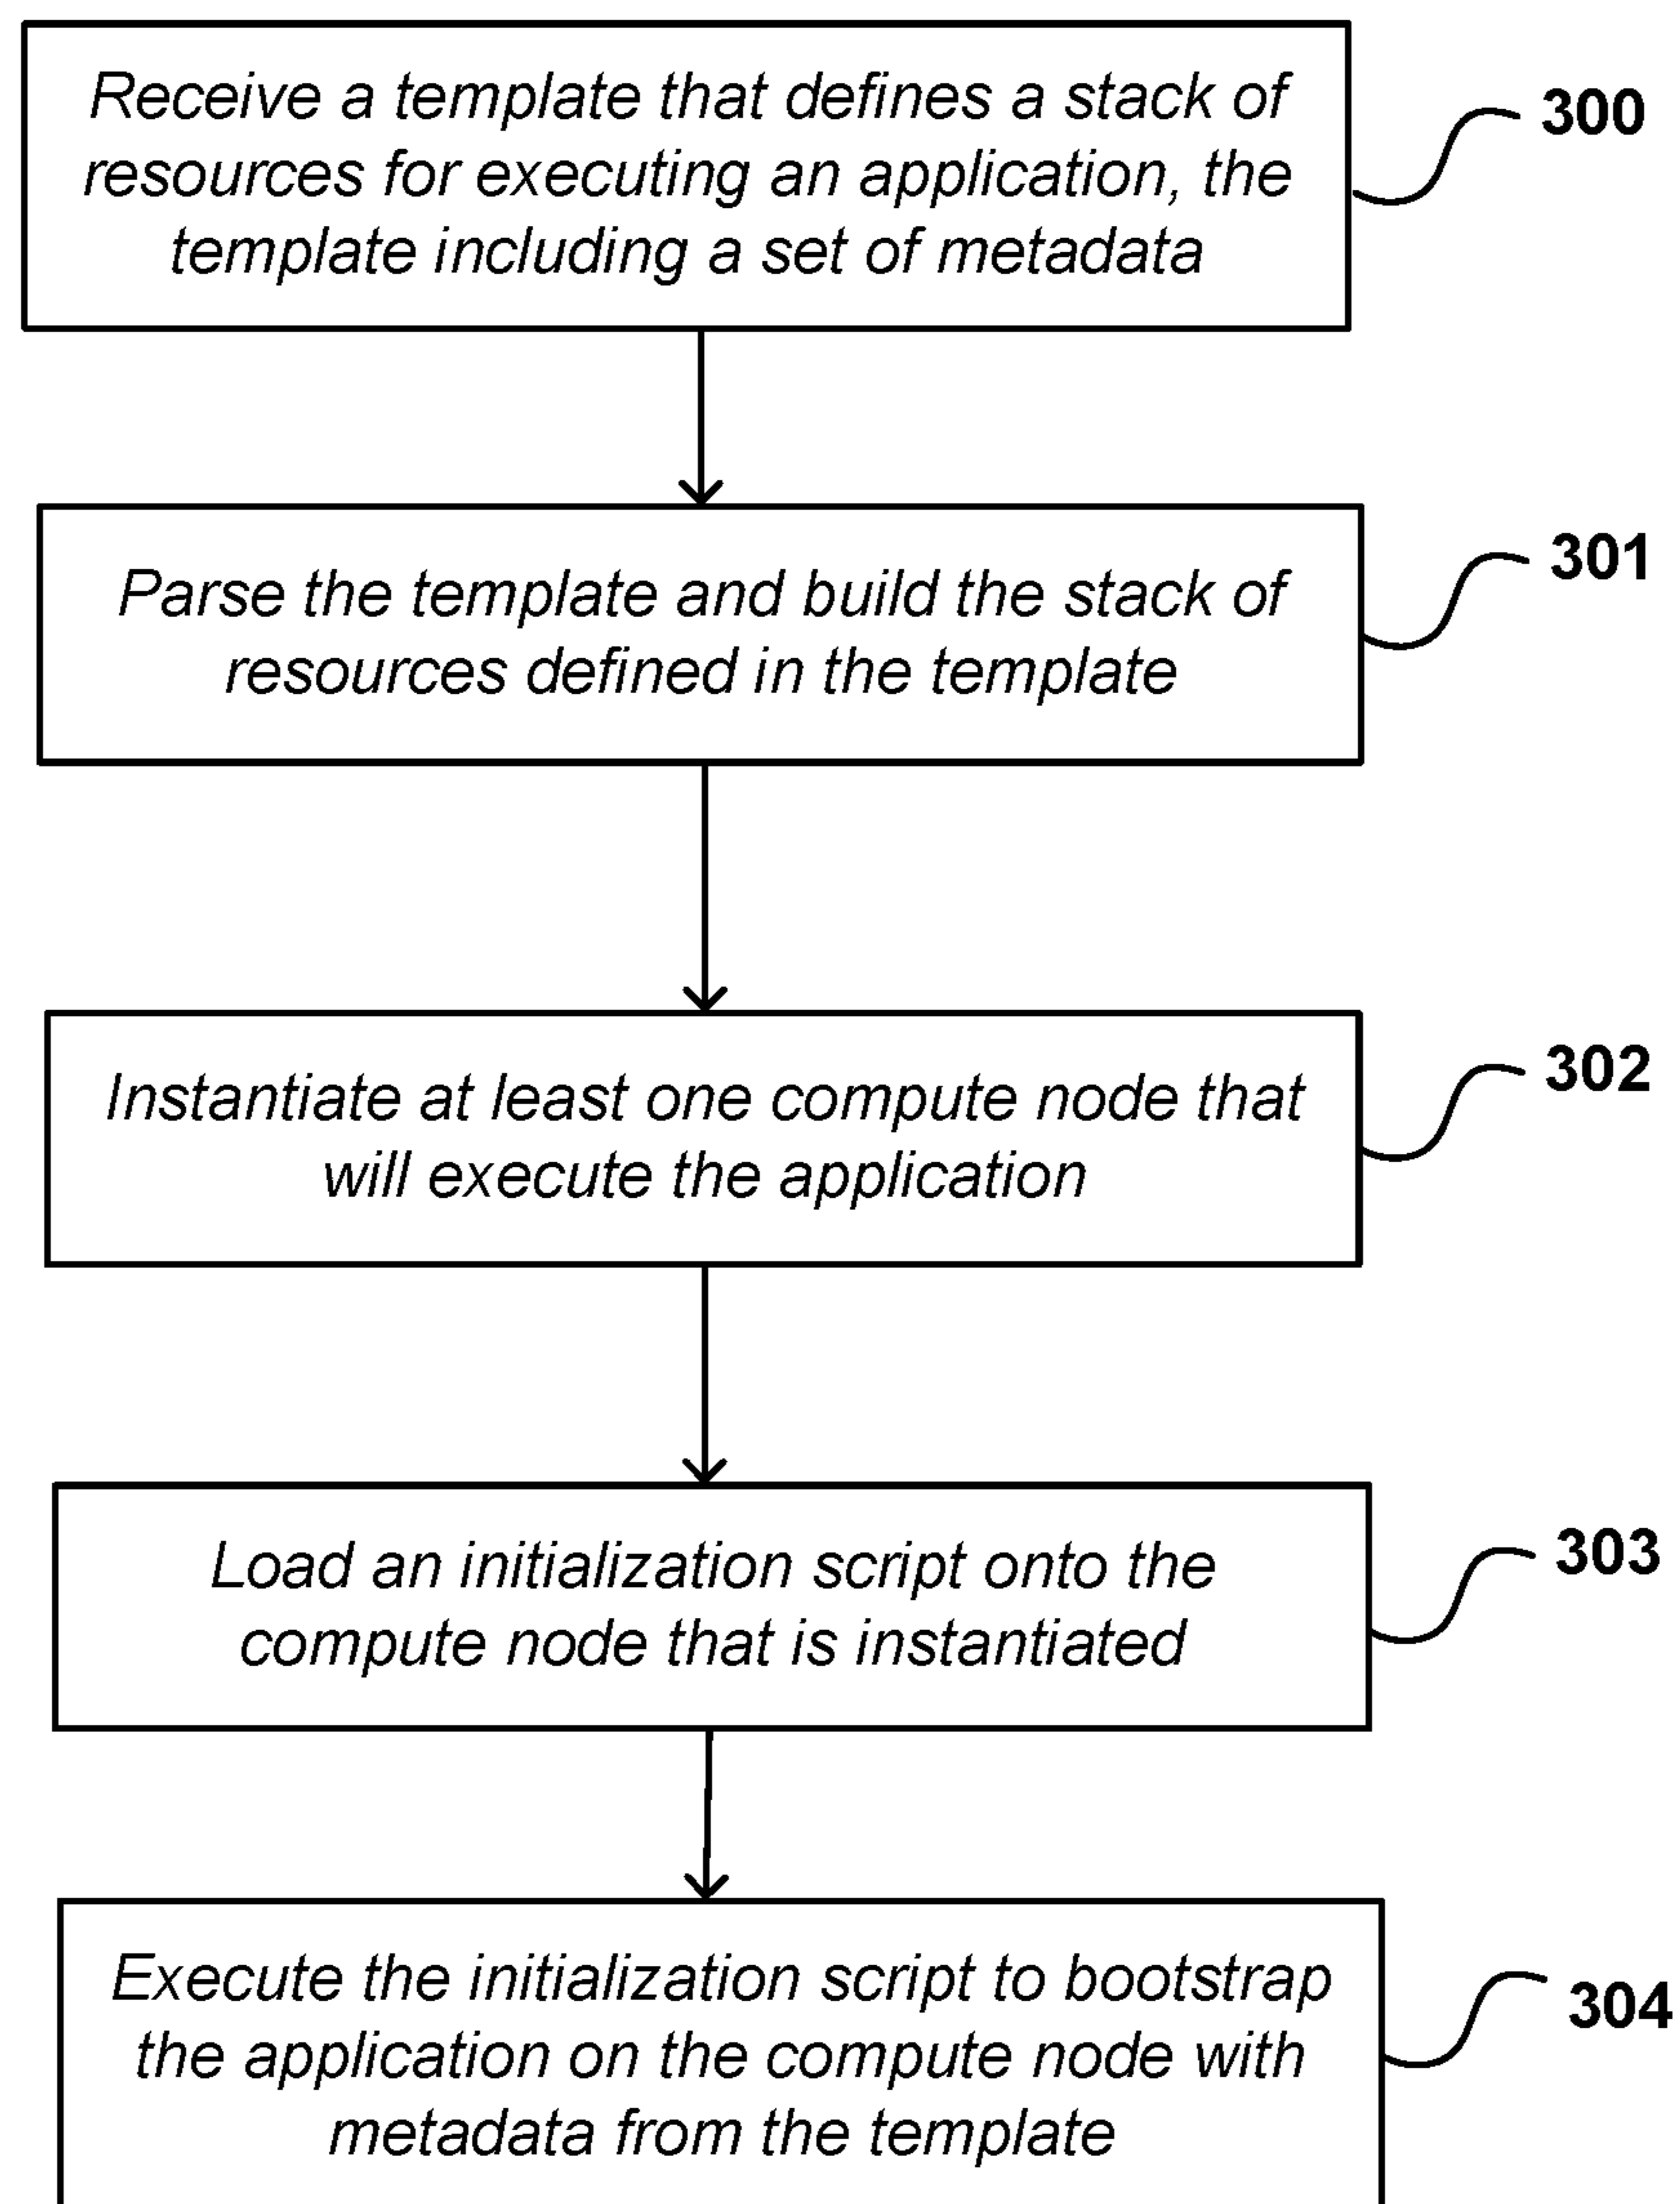 Receive a template that defines a stack of
resources for executing an application, the
template including a set of metadata
300
Parse the template and build the stack of
resources defined in the template
301
Instantiate at least one compute node that
will execute the application
302
Load an initialization script onto the
compute node that is instantiated
303
Execute the initialization script to bootstrap
the application on the compute node with
metadata from the template
304